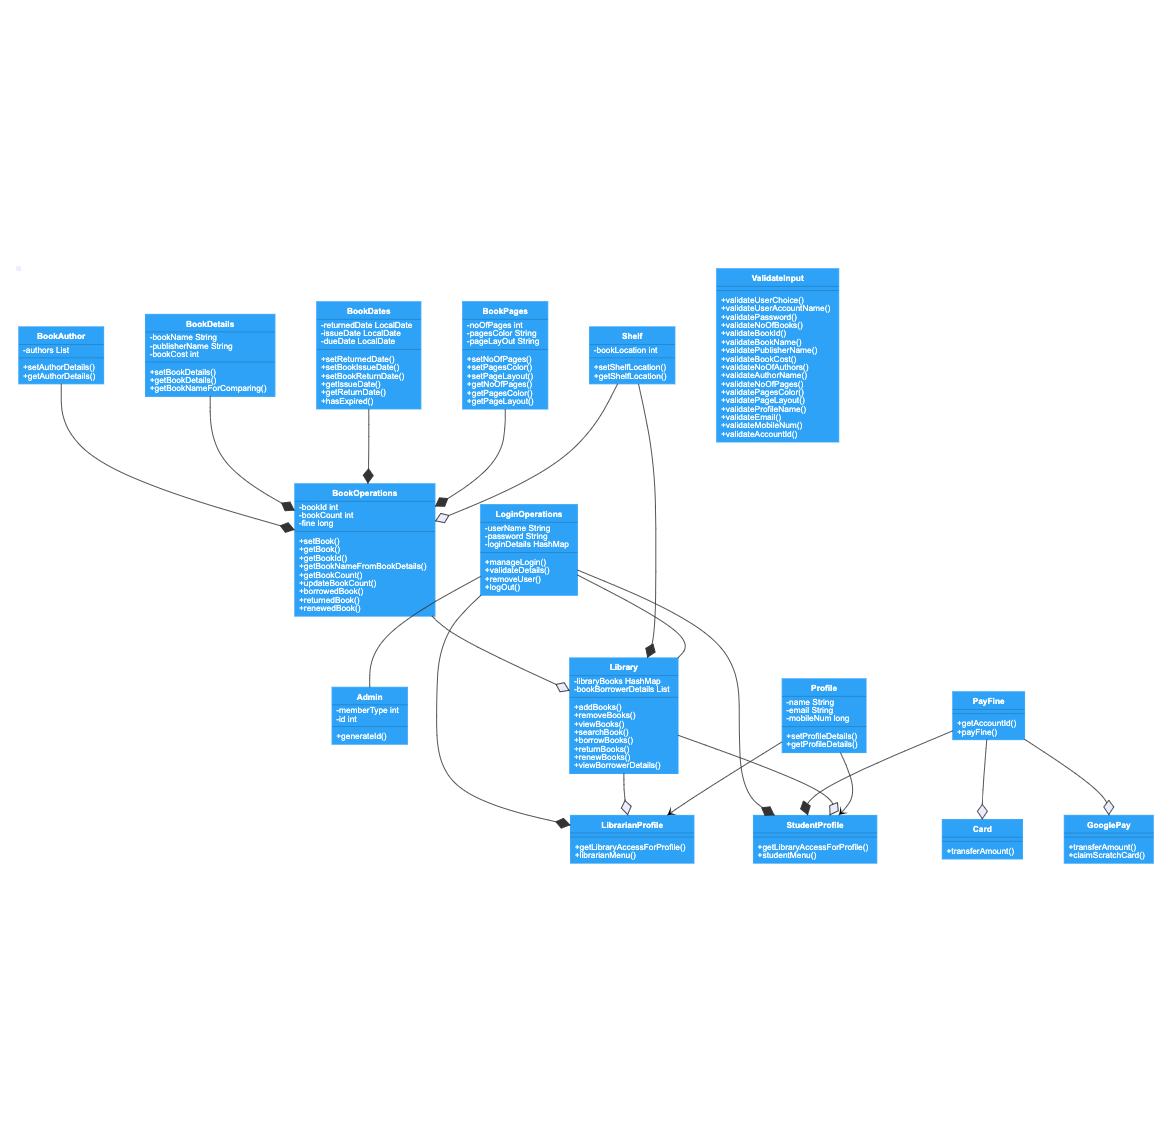 ValidateInput
+validateUserChoice()
+validateUserAccountName()
+validatePassword()
+validateNoOfBooks()
+validateBookId()
+validateBookName()
+validatePublisherName()
+validateBookCost()
+validateNoOfAuthors()
+validateAuthorName()
+validateNoOfPages()
+validatePagesColor()
+validatePageLayout()
+validateProfileName()
+validateEmail()
+validateMobileNum()
+validateAccountId()
BookAuthor
-authors List
+setAuthorDetails()
+getAuthorDetails()
BookDetails
-bookName String
-publisherName String
-bookCost int
+setBookDetails()
+getBookDetails()
+getBookNameForComparing()
BookDates
-returnedDate LocalDate
-issueDate LocalDate
-dueDate LocalDate
+setReturnedDate()
+setBookIssueDate()
+setBookReturnDate()
+getIssueDate()
+getReturnDate()
+hasExpired()
BookPages
-noOfPages int
-pagesColor String
-pageLayOut String
+setNoOfPages()
+setPagesColor()
+setPageLayout()
+getNoOfPages()
+getPagesColor()
+getPageLayout()
Shelf
-bookLocation int
+setShelfLocation()
+getShelfLocation()
BookOperations
-bookId int
-bookCount int
-fine long
+setBook()
+getBook()
+getBookId()
+getBookNameFromBookDetails()
+getBookCount()
+updateBookCount()
+borrowedBook()
+returnedBook()
+renewedBook()
LoginOperations
-userName String
-password String
-loginDetails HashMap
+manageLogin()
+validateDetails()
+removeUser()
+logOut()
Admin
-memberType int
-id int
+generateId()
Library
-libraryBooks HashMap
-bookBorrowerDetails List
+addBooks()
+removeBooks()
+viewBooks()
+searchBook()
+borrowBooks()
+returnBooks()
+renewBooks()
+viewBorrowerDetails()
Profile
-name String
-email String
-mobileNum long
+setProfileDetails()
+getProfileDetails()
PayFine
+getAccountId()
+payFine()
LibrarianProfile
+getLibraryAccessForProfile()
+librarianMenu()
StudentProfile
+getLibraryAccessForProfile()
+studentMenu()
Card
+transferAmount()
GooglePay
+transferAmount()
+claimScratchCard()